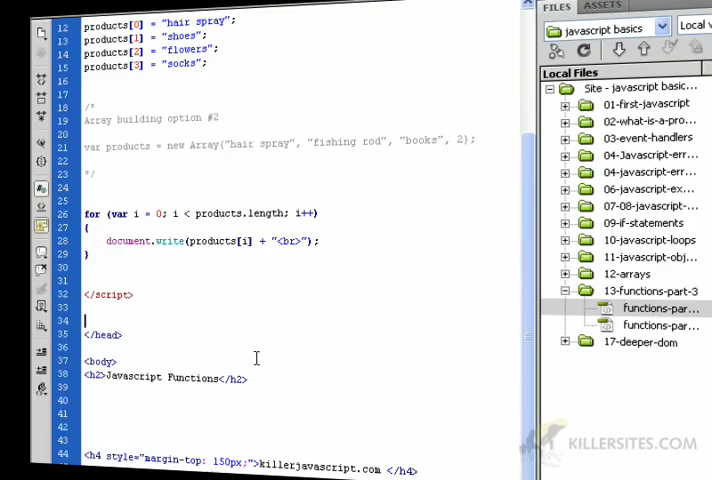 12 products[0] = "hair spray";
13 products[1] = "shoes";
14 products[2] = "flowers";
15 products[3] = "socks";
16
17
18 /*
19 Array building option #2
20
21 var products = new Array("hair spray", "fishing rod", "books", 2);
22
23 */
24
25
26 for (var i = 0; i < products.length; i++)
27 {
28 document.write(products[i] + "<br>");
29 }
30
31
32 </script>
33
34
35 </head>
36
37 <body>
38 <h2>Javascript Functions</h2>
39
40
41
42
43
44 <h4 style="margin-top: 150px;">killerjavascript.com </h4>
FILES ASSETS
javascript basics Local v
Local Files
Site - javascript basic...
01-first-javascript
02-what-is-a-pro...
03-event-handlers
04-Javascript-err...
04-javascript-err...
06-javascript-ex...
07-08-javascript-...
09-if-statements
10-javascript-loops
11-javascript-obj...
12-arrays
13-functions-part-3
functions-par...
functions-par...
17-deeper-dom
KILLERSITES.COM